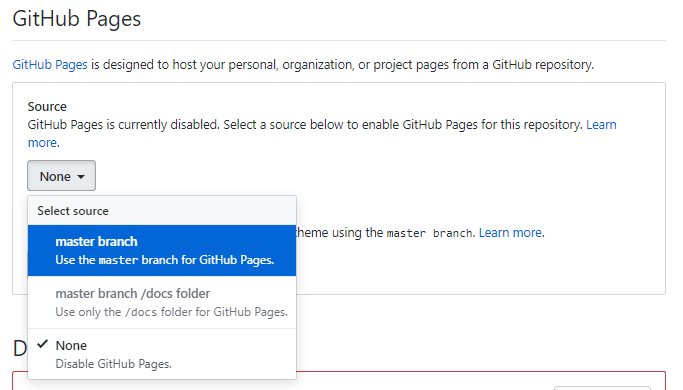 GitHub Pages
GitHub Pages is designed to host your personal, organization, or project pages from a GitHub repository.
Source
GitHub Pages is currently disabled. Select a source below to enable GitHub Pages for this repository. Learn
more.
None
Select source
master branch
heme using the master branch. Learn more.
Use the master branch for GitHub Pages.
master branch /docs folder
Use only the /docs folder for GitHub Pages.
None
D
Disable GitHub Pages.